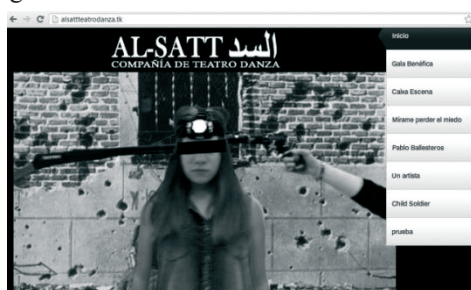 g
alsattteatrodanza.tk
AL-SATT السد
COMPAÑÍA DE TEATRO DANZA
Inicio
Gala Benéfica
Caixa Escena
Mírame perder el miedo
Pablo Ballesteros
Un artista
Child Soldier
prueba